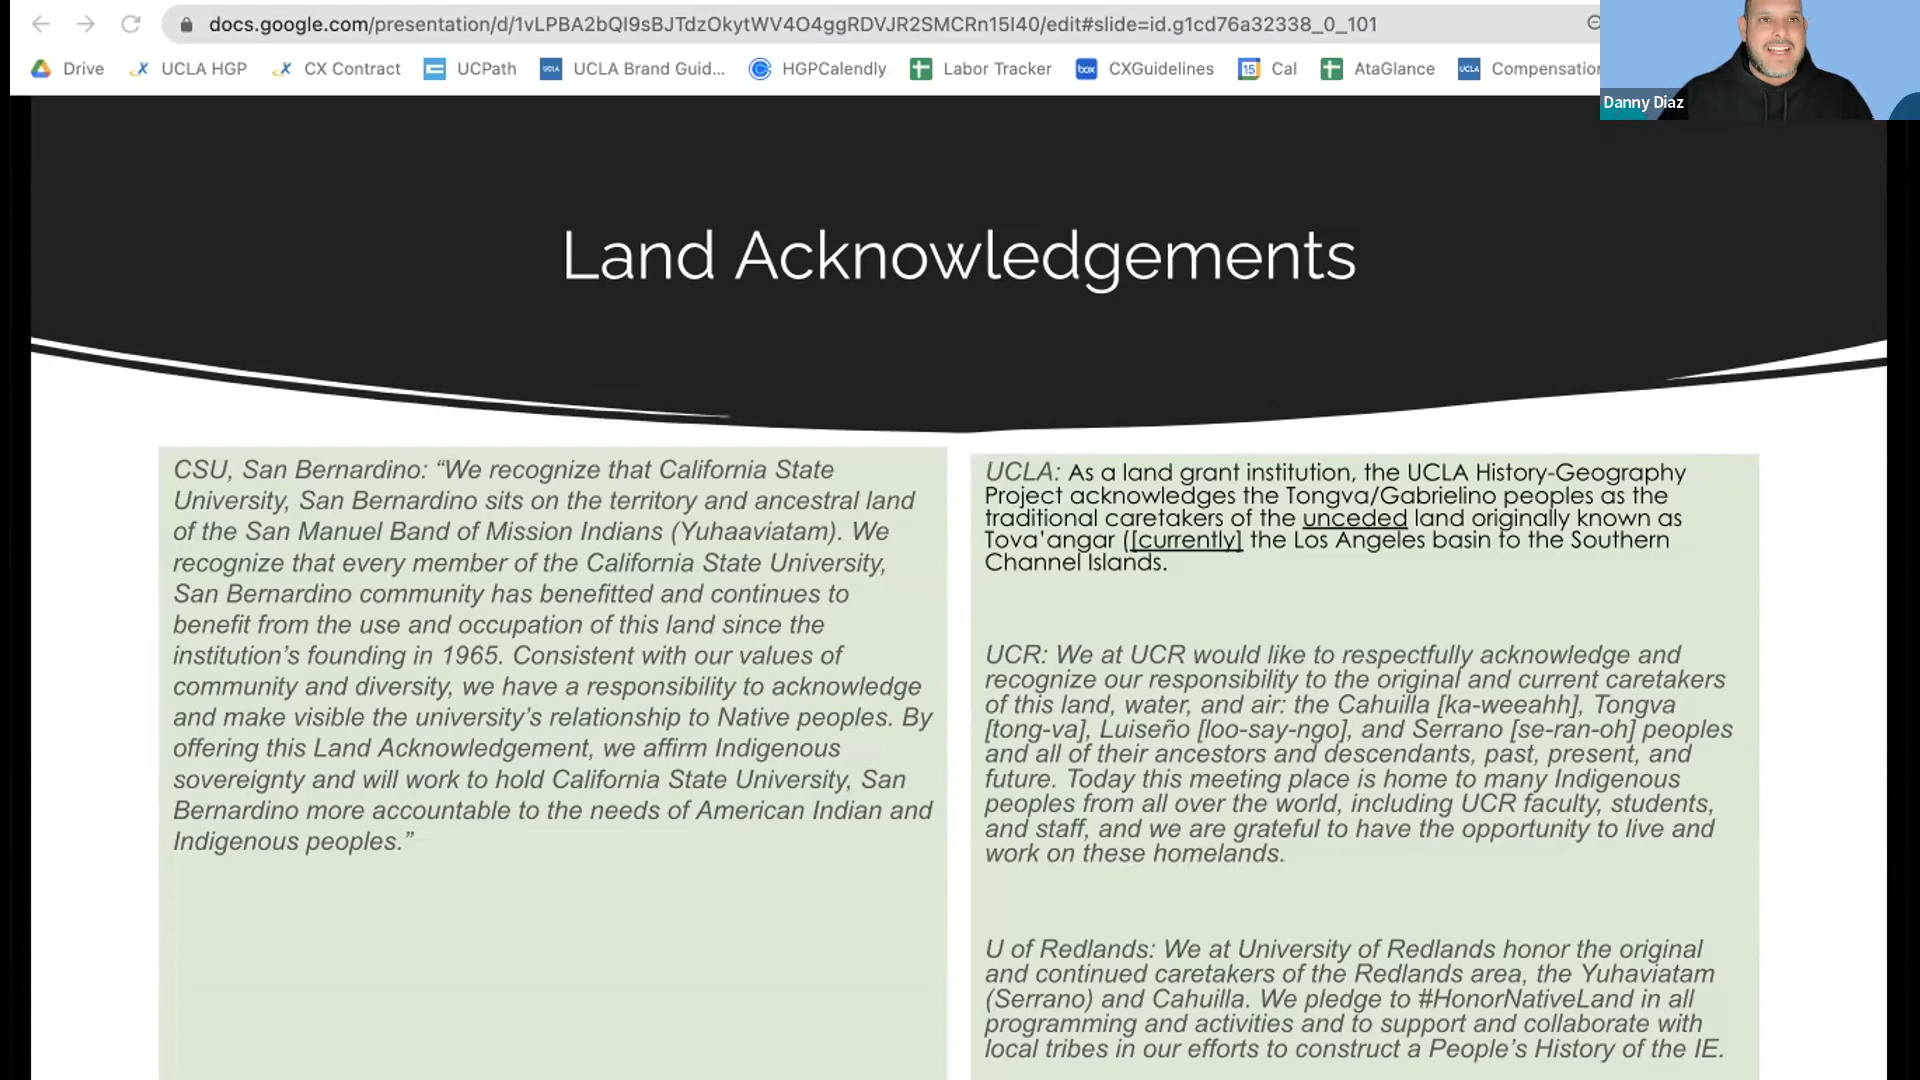 docs.google.com/presentation/d/1vLPBA2bQI9sBJTdzOkytWV4O4ggRDVJR2SMCRn15I40/edit#slide=id.g1cd76a32338_0_101
Drive UCLA HGP CX Contract UCPath UCLA UCLA Brand Guid... HGPCalendly Labor Tracker box CXGuidelines 15 Cal AtaGlance UCLA Compensation
Danny Diaz
Land Acknowledgements
CSU, San Bernardino: “We recognize that California State
University, San Bernardino sits on the territory and ancestral land
of the San Manuel Band of Mission Indians (Yuhaaviatam). We
recognize that every member of the California State University,
San Bernardino community has benefitted and continues to
benefit from the use and occupation of this land since the
institution’s founding in 1965. Consistent with our values of
community and diversity, we have a responsibility to acknowledge
and make visible the university’s relationship to Native peoples. By
offering this Land Acknowledgement, we affirm Indigenous
sovereignty and will work to hold California State University, San
Bernardino more accountable to the needs of American Indian and
Indigenous peoples.”
UCLA: As a land grant institution, the UCLA History-Geography
Project acknowledges the Tongva/Gabrielino peoples as the
traditional caretakers of the unceded land originally known as
Tova’angar ([currently] the Los Angeles basin to the Southern
Channel Islands.
UCR: We at UCR would like to respectfully acknowledge and
recognize our responsibility to the original and current caretakers
of this land, water, and air: the Cahuilla [ka-weeahh], Tongva
[tong-va], Luiseño [loo-say-ngo], and Serrano [se-ran-oh] peoples
and all of their ancestors and descendants, past, present, and
future. Today this meeting place is home to many Indigenous
peoples from all over the world, including UCR faculty, students,
and staff, and we are grateful to have the opportunity to live and
work on these homelands.
U of Redlands: We at University of Redlands honor the original
and continued caretakers of the Redlands area, the Yuhaviatam
(Serrano) and Cahuilla. We pledge to #HonorNativeLand in all
programming and activities and to support and collaborate with
local tribes in our efforts to construct a People’s History of the IE.